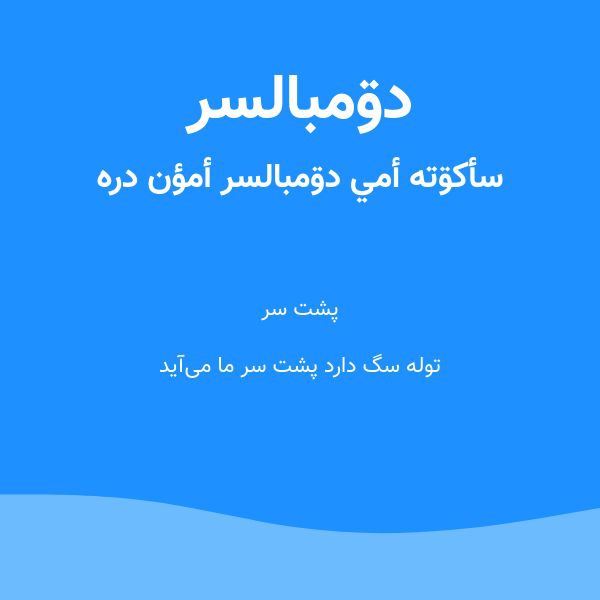 دۊمبالسر
سأکۊته أمي دۊمبالسر أمؤن دره
پشت سر
توله سگ دارد پشت سر ما می‌آید